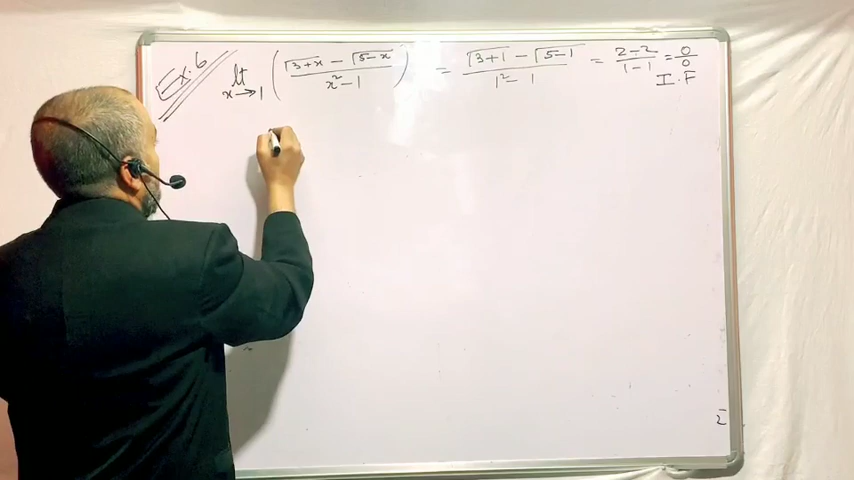 Ex.6 lt x→1 ( (√3+x − √5−x) / (x² − 1) ) = (√3+1 − √5−1) / (1² − 1) = (2−2) / (1−1) = 0/0
I.F